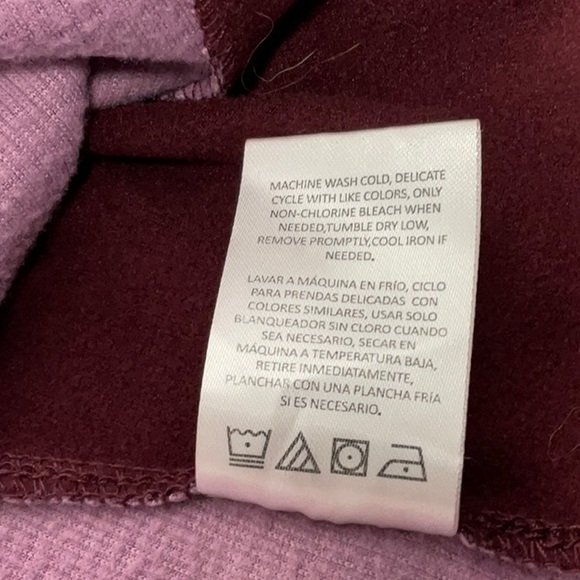 MACHINE WASH COLD, DELICATE
CYCLE WITH LIKE COLORS, ONLY
NON-CHLORINE BLEACH WHEN
NEEDED,TUMBLE DRY LOW,
REMOVE PROMPTLY,COOL IRON IF
NEEDED.
LAVAR A MÁQUINA EN FRÍO, CICLO
PARA PRENDAS DELICADAS CON
COLORES SIMILARES, USAR SOLO
BLANQUEADOR SIN CLORO CUANDO
SEA NECESARIO, SECAR EN
MÁQUINA A TEMPERATURA BAJA,
RETIRE INMEDIATAMENTE,
PLANCHAR CON UNA PLANCHA FRÍA
SI ES NECESARIO.